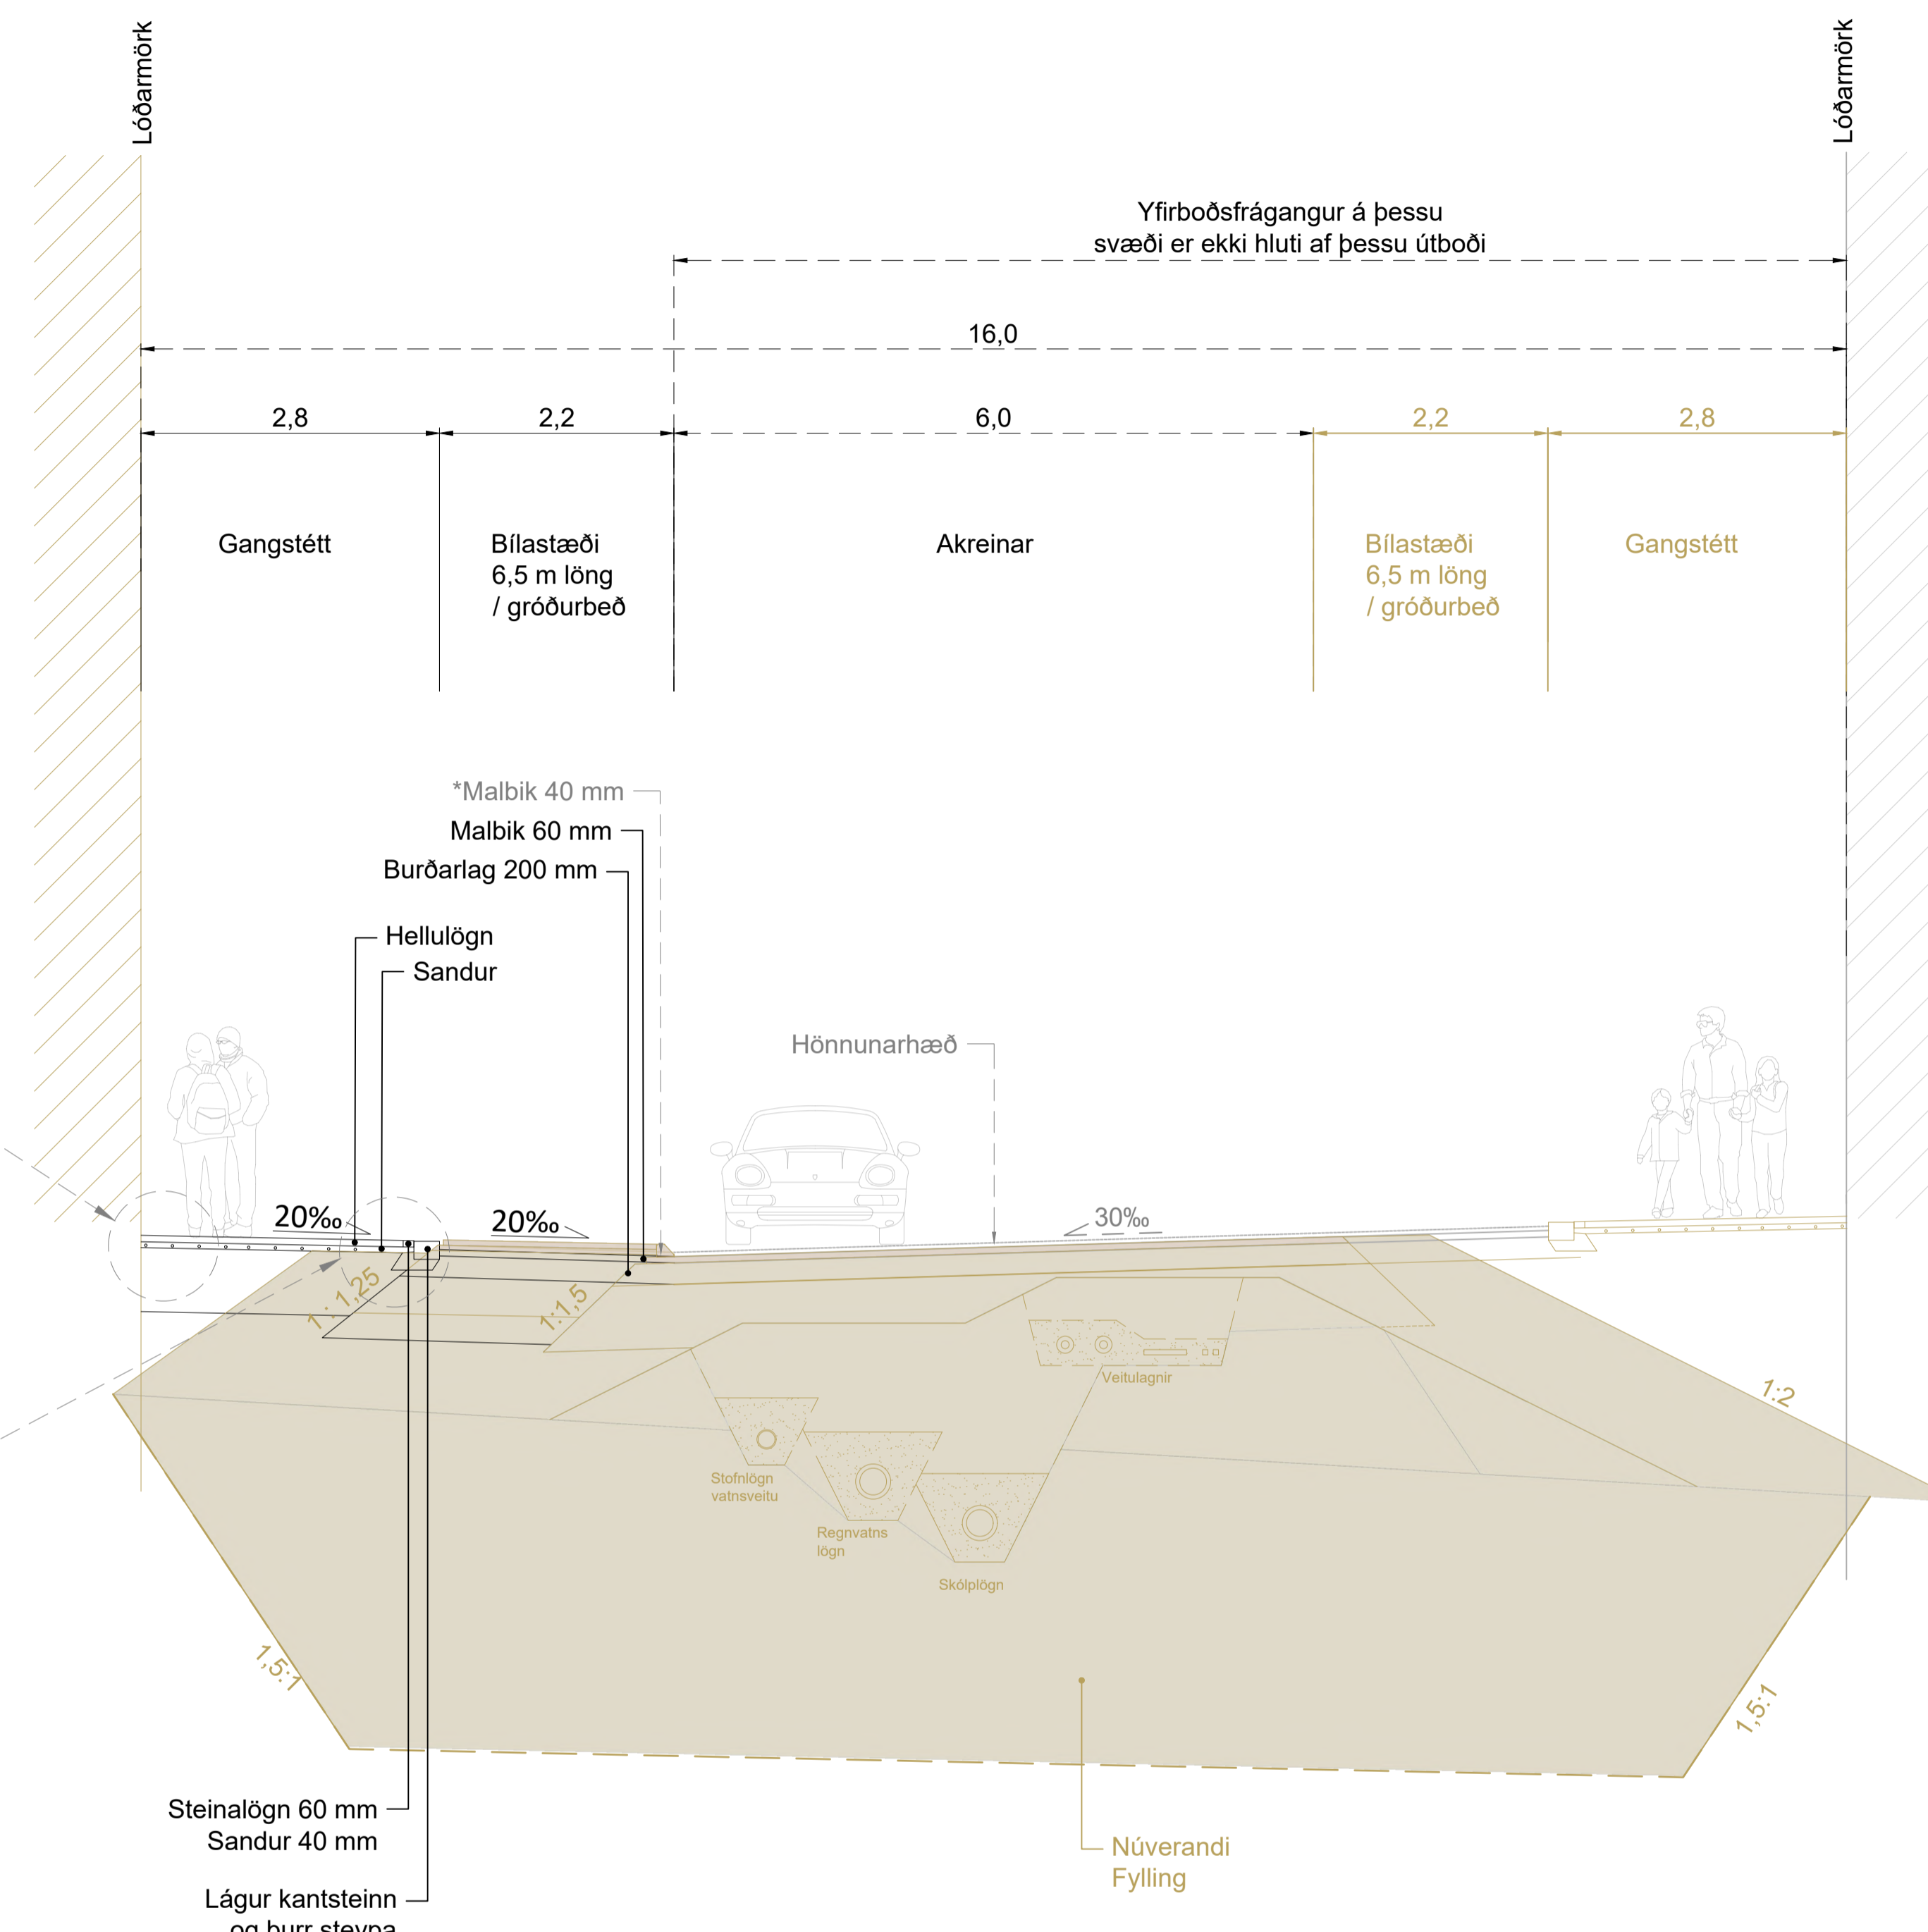 Lóðarmörk
Lóðarmörk
Yfirboðsfrágangur á þessu
svæði er ekki hluti af þessu útboði
16,0
2,8
2,2
6,0
2,2
2,8
Gangstétt
Bílastæði
6,5 m löng
/ gróðurbeð
Akreinar
Bílastæði
6,5 m löng
/ gróðurbeð
Gangstétt
*Malbik 40 mm
Malbik 60 mm
Burðarlag 200 mm
Hellulögn
Sandur
Hönnunarhæð
20‰
20‰
30‰
1 : 1,25
1:1,5
Veitulagnir
1:2
Stofnlögn
vatnsveitu
Regnvatns
lögn
Skólplögn
1,5:1
1,5:1
Steinalögn 60 mm
Sandur 40 mm
Núverandi
Fylling
Lágur kantsteinn
og þurr steypa